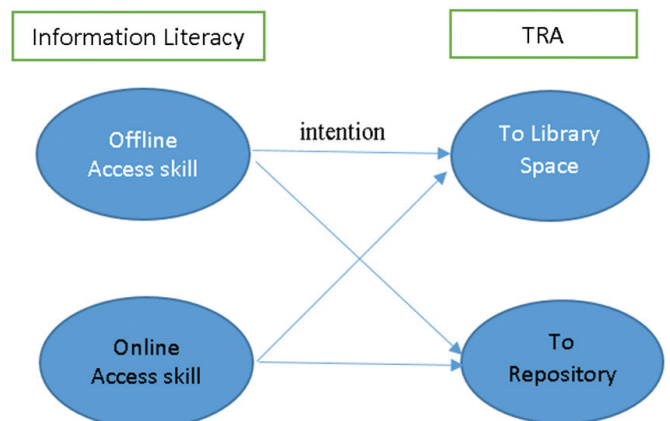 Information Literacy
TRA
Offline
Access skill
intention
To Library
Space
Online
Access skill
To
Repository